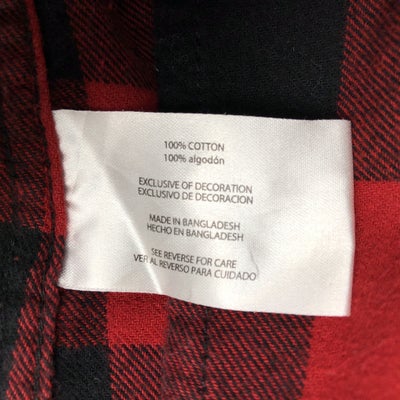 100% COTTON
100% algodón
EXCLUSIVE OF DECORATION
EXCLUSIVO DE DECORACION
MADE IN BANGLADESH
HECHO EN BANGLADESH
SEE REVERSE FOR CARE
VER AL REVERSO PARA CUIDADO